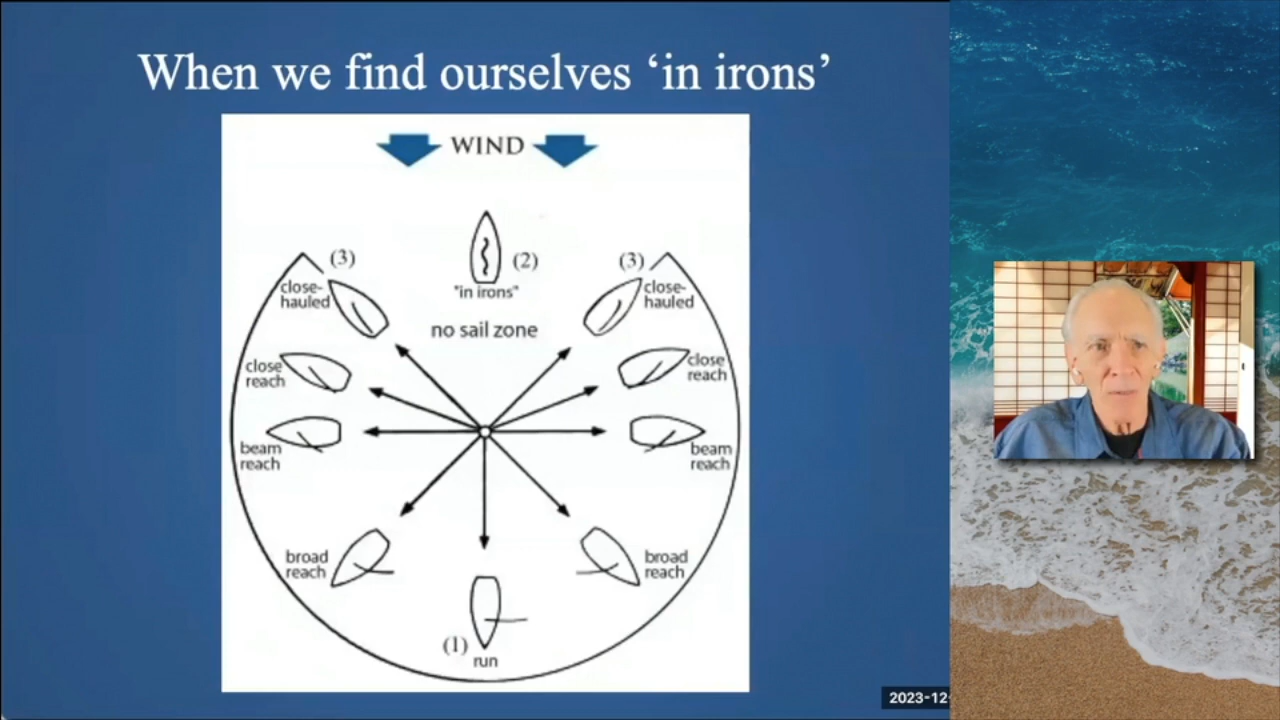 When we find ourselves ‘in irons’
WIND
(3)
(2)
(3)
close-
hauled
"in irons"
close-
hauled
no sail zone
close
reach
close
reach
beam
reach
beam
reach
broad
reach
broad
reach
(1)
run
2023-12-